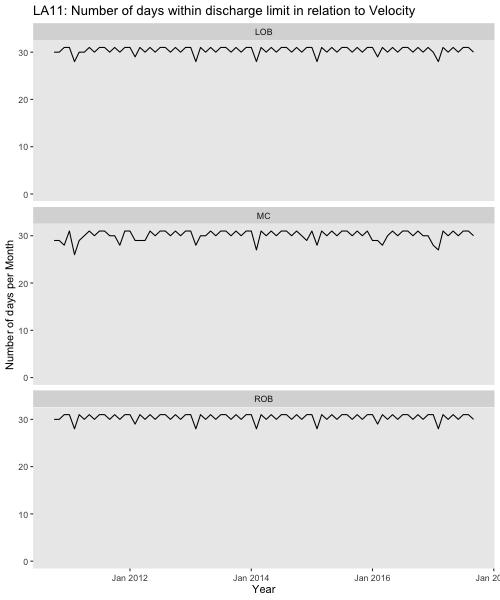 LA11: Number of days within discharge limit in relation to Velocity
LOB
30
20
10
0
MC
30
20
10
0
Number of days per Month
ROB
30
20
10
0
Jan 2012
Jan 2014
Jan 2016
Jan 20
Year